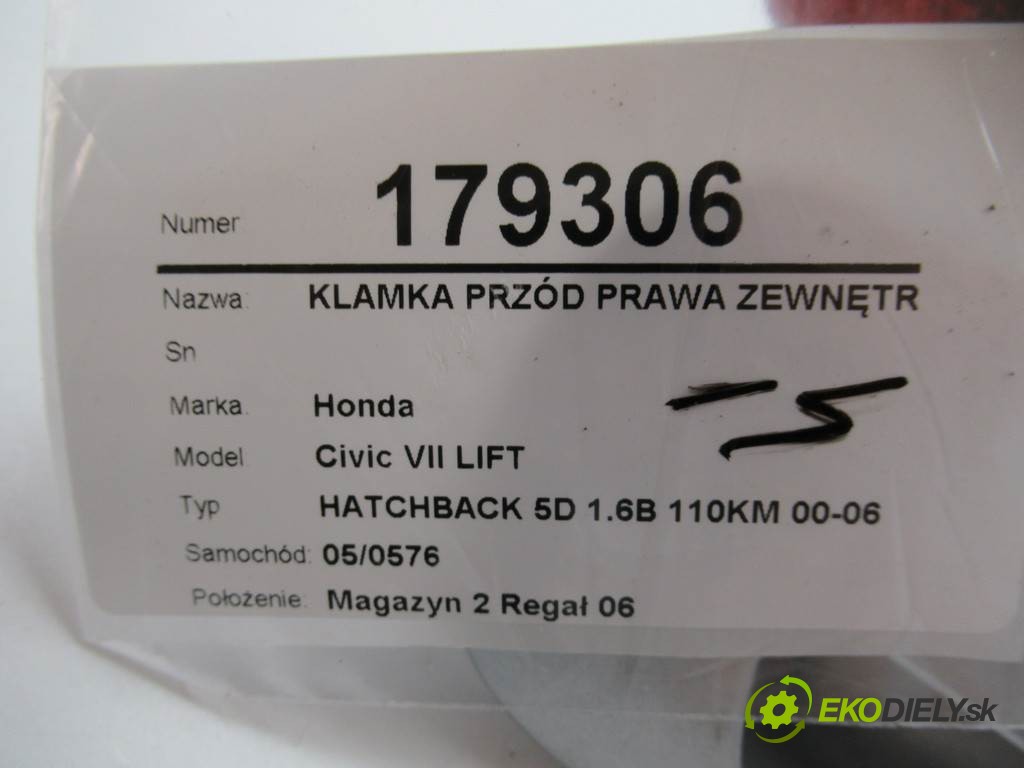 Numer 179306
Nazwa: KLAMKA PRZÓD PRAWA ZEWNĘTR
Sn
Marka: Honda
Model Civic VII LIFT
Typ HATCHBACK 5D 1.6B 110KM 00-06
Samochód: 05/0576
Położenie: Magazyn 2 Regał 06
EKODIELY.sk